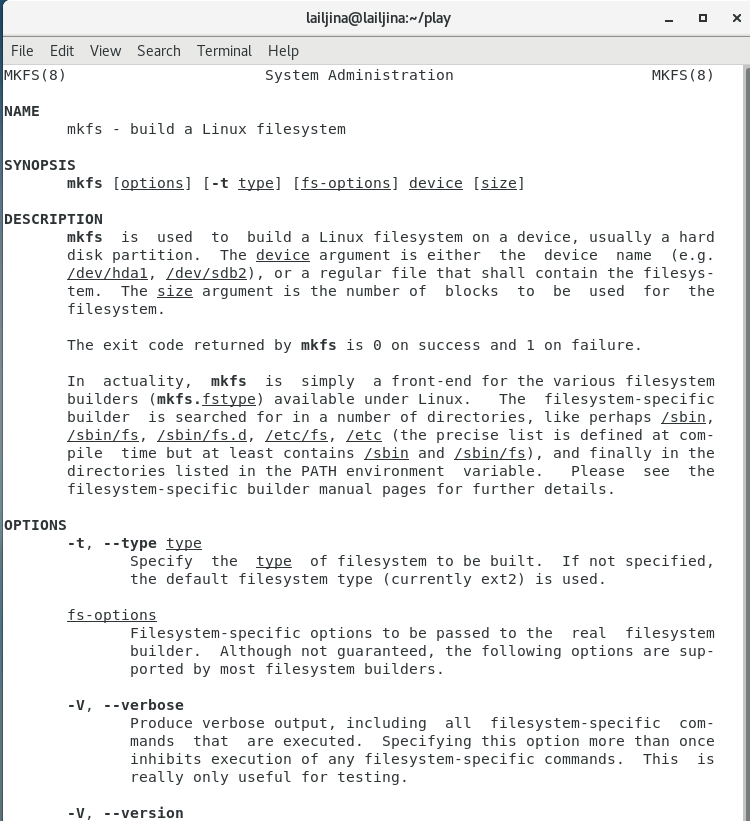 lailjina@lailjina:~/play
File Edit View Search Terminal Help
MKFS(8) System Administration MKFS(8)
NAME
mkfs - build a Linux filesystem
SYNOPSIS
mkfs [options] [-t type] [fs-options] device [size]
DESCRIPTION
mkfs is used to build a Linux filesystem on a device, usually a hard
disk partition. The device argument is either the device name (e.g.
/dev/hda1, /dev/sdb2), or a regular file that shall contain the filesys-
tem. The size argument is the number of blocks to be used for the
filesystem.
The exit code returned by mkfs is 0 on success and 1 on failure.
In actuality, mkfs is simply a front-end for the various filesystem
builders (mkfs.fstype) available under Linux. The filesystem-specific
builder is searched for in a number of directories, like perhaps /sbin,
/sbin/fs, /sbin/fs.d, /etc/fs, /etc (the precise list is defined at com-
pile time but at least contains /sbin and /sbin/fs), and finally in the
directories listed in the PATH environment variable. Please see the
filesystem-specific builder manual pages for further details.
OPTIONS
-t, --type type
Specify the type of filesystem to be built. If not specified,
the default filesystem type (currently ext2) is used.
fs-options
Filesystem-specific options to be passed to the real filesystem
builder. Although not guaranteed, the following options are sup-
ported by most filesystem builders.
-V, --verbose
Produce verbose output, including all filesystem-specific com-
mands that are executed. Specifying this option more than once
inhibits execution of any filesystem-specific commands. This is
really only useful for testing.
-V, --version